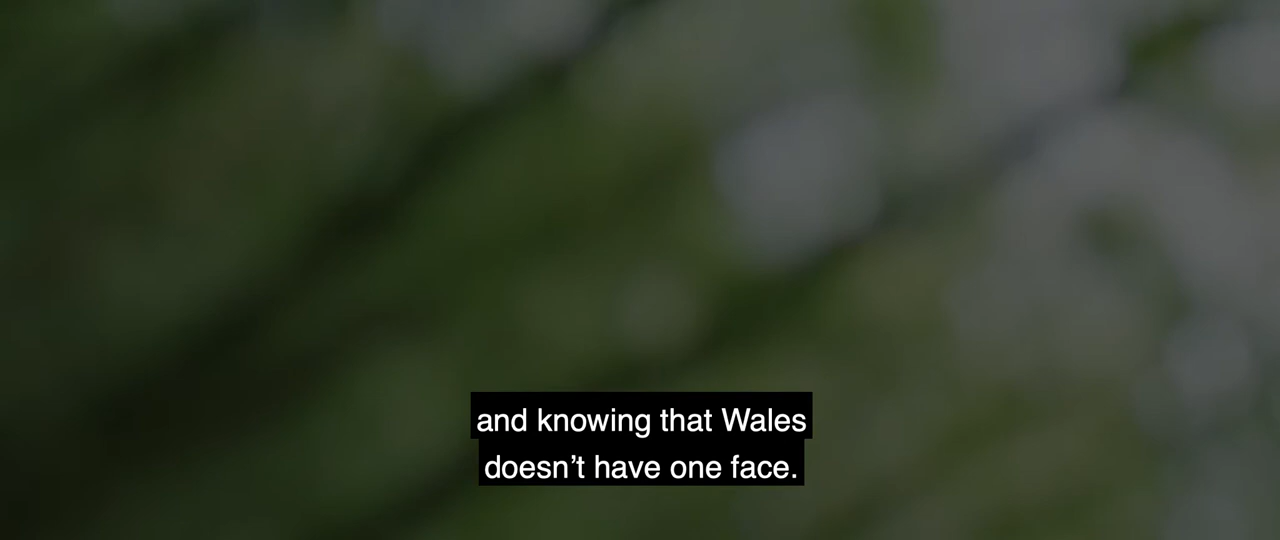 and knowing that Wales
doesn’t have one face.